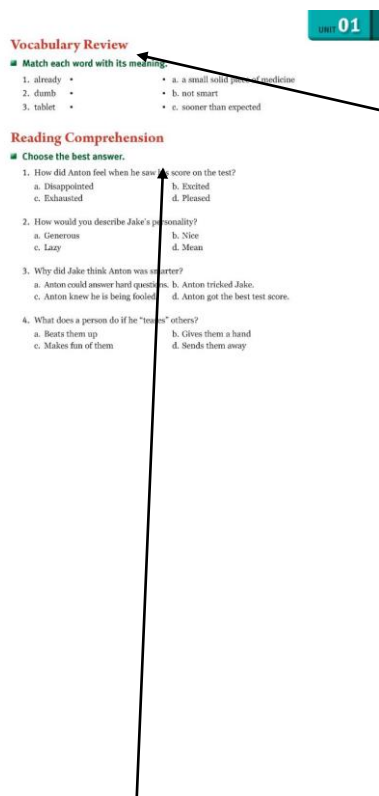 UNIT 01
Vocabulary Review
Match each word with its meaning.
1. already • • a. a small solid piece of medicine
2. dumb • • b. not smart
3. tablet • • c. sooner than expected
Reading Comprehension
Choose the best answer.
1. How did Anton feel when he saw his score on the test?
a. Disappointed b. Excited
c. Exhausted d. Pleased
2. How would you describe Jake's personality?
a. Generous b. Nice
c. Lazy d. Mean
3. Why did Jake think Anton was smarter?
a. Anton could answer hard questions. b. Anton tricked Jake.
c. Anton knew he is being fooled. d. Anton got the best test score.
4. What does a person do if he "teases" others?
a. Beats them up b. Gives them a hand
c. Makes fun of them d. Sends them away